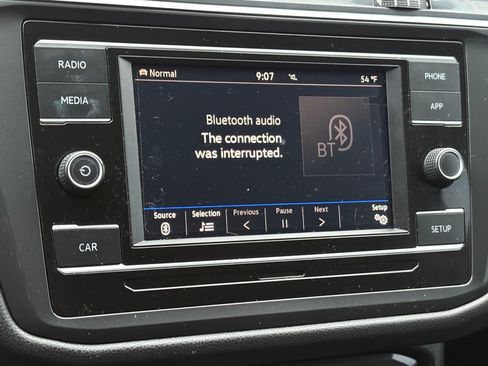 RADIO
MEDIA
CAR
PHONE
APP
SETUP
Normal 9:07 54 °F
Bluetooth audio
The connection
was interrupted.
BT
Source Selection Previous Pause Next Setup